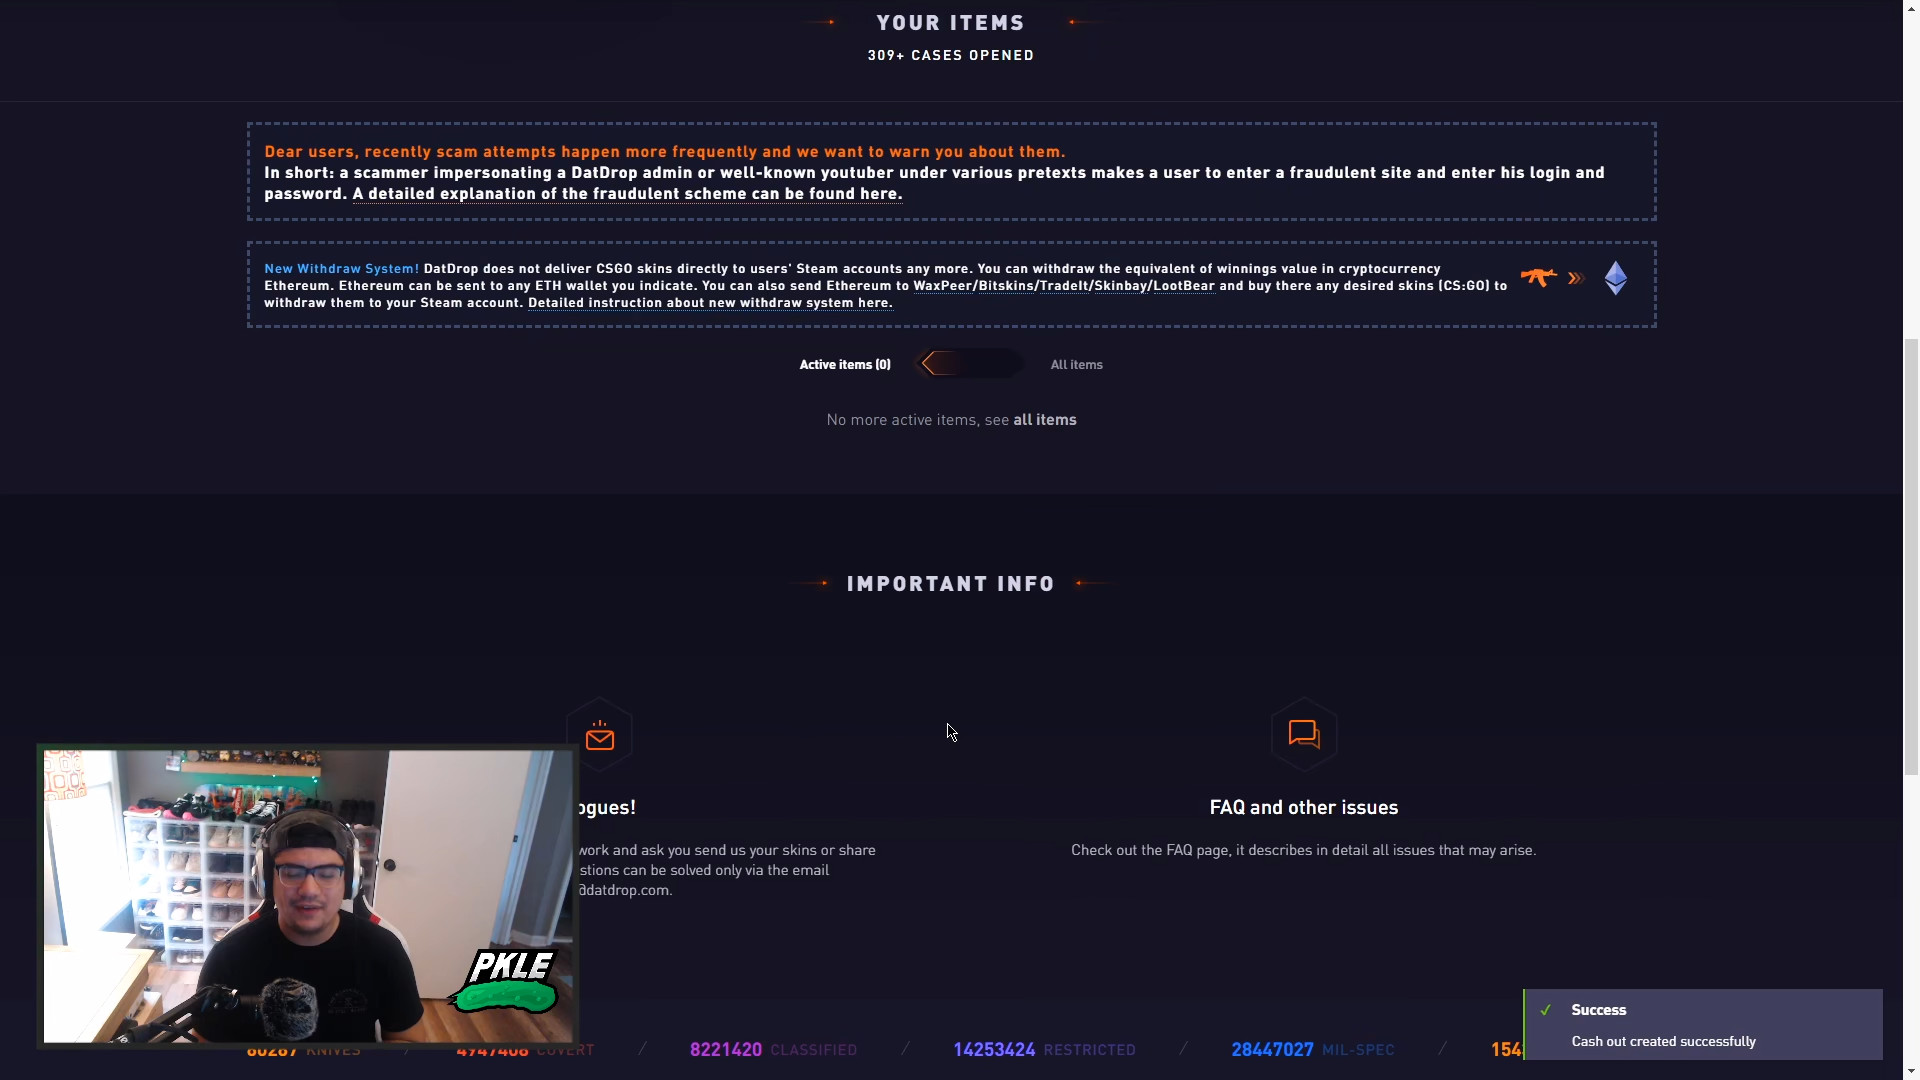 YOUR ITEMS
309+ CASES OPENED
Dear users, recently scam attempts happen more frequently and we want to warn you about them.
In short: a scammer impersonating a DatDrop admin or well-known youtuber under various pretexts makes a user to enter a fraudulent site and enter his login and
password. A detailed explanation of the fraudulent scheme can be found here.
New Withdraw System! DatDrop does not deliver CSGO skins directly to users' Steam accounts any more. You can withdraw the equivalent of winnings value in cryptocurrency
Ethereum. Ethereum can be sent to any ETH wallet you indicate. You can also send Ethereum to WaxPeer/Bitskins/TradeIt/Skinbay/LootBear and buy there any desired skins (CS:GO) to
withdraw them to your Steam account. Detailed instruction about new withdraw system here.
Active items (0)
All items
No more active items, see all items
IMPORTANT INFO
ogues!
work and ask you send us your skins or share
stions can be solved only via the email
@datdrop.com.
FAQ and other issues
Check out the FAQ page, it describes in detail all issues that may arise.
PKLE
80287 KNIVES / 4947408 COVERT / 8221420 CLASSIFIED / 14253424 RESTRICTED / 28447027 MIL-SPEC / 154
Success
Cash out created successfully